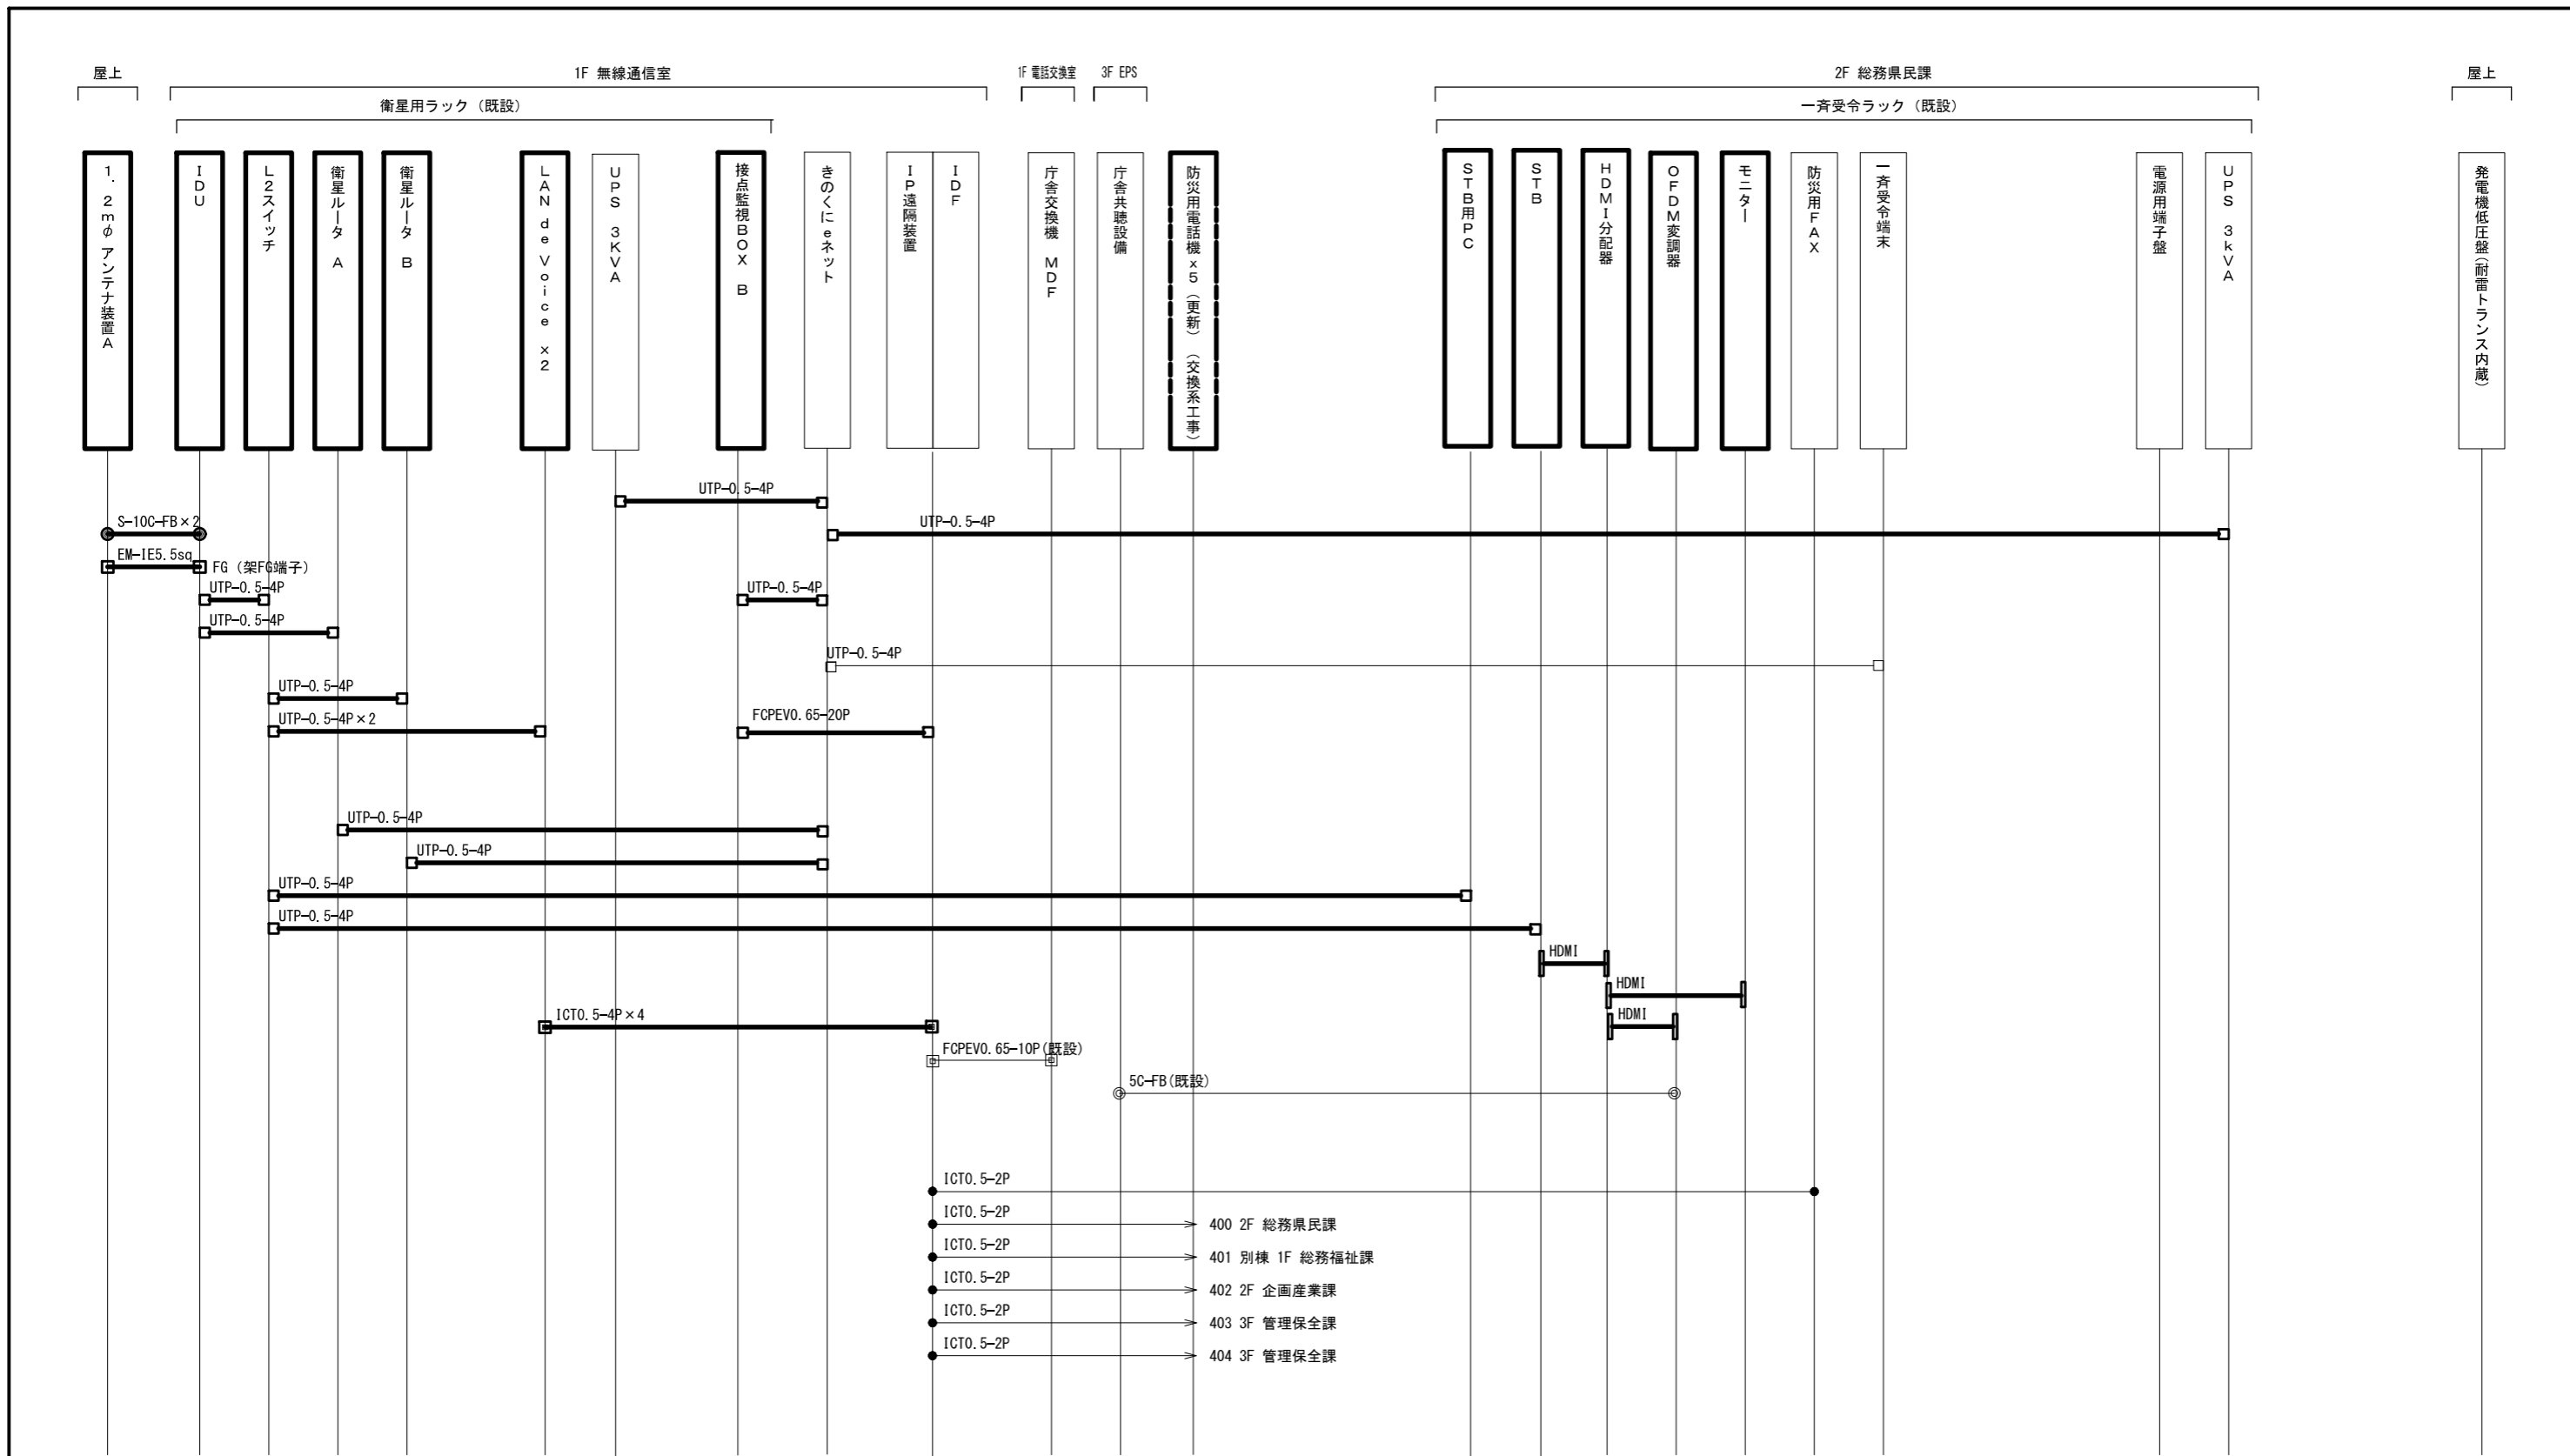 屋上
1F 無線通信室
1F 電話交換室
3F EPS
2F 総務県民課
屋上
衛星用ラック（既設）
一斉受令ラック（既設）
1．2mφ アンテナ装置A
IDU
L2スイッチ
衛星ルータ A
衛星ルータ B
LAN de Voice ×2
UPS 3KVA
接点監視BOX B
きのくにeネット
IP遠隔装置
IDF
庁舎交換機 MDF
庁舎共聴設備
防災用電話機x5（更新）（交換系工事）
STB用PC
STB
HDMI分配器
OFDM変調器
モニター
防災用FAX
一斉受令端末
電源用端子盤
UPS 3kVA
発電機低圧盤(耐雷トランス内蔵)
UTP-0.5-4P
S-10C-FB×2
UTP-0.5-4P
EM-IE5.5sq
FG（架FG端子）
UTP-0.5-4P
UTP-0.5-4P
UTP-0.5-4P
UTP-0.5-4P
UTP-0.5-4P
UTP-0.5-4P×2
FCPEV0.65-20P
UTP-0.5-4P
UTP-0.5-4P
UTP-0.5-4P
UTP-0.5-4P
HDMI
HDMI
ICT0.5-4P×4
HDMI
FCPEV0.65-10P(既設)
5C-FB(既設)
ICT0.5-2P
ICT0.5-2P
400 2F 総務県民課
ICT0.5-2P
401 別棟 1F 総務福祉課
ICT0.5-2P
402 2F 企画産業課
ICT0.5-2P
403 3F 管理保全課
ICT0.5-2P
404 3F 管理保全課